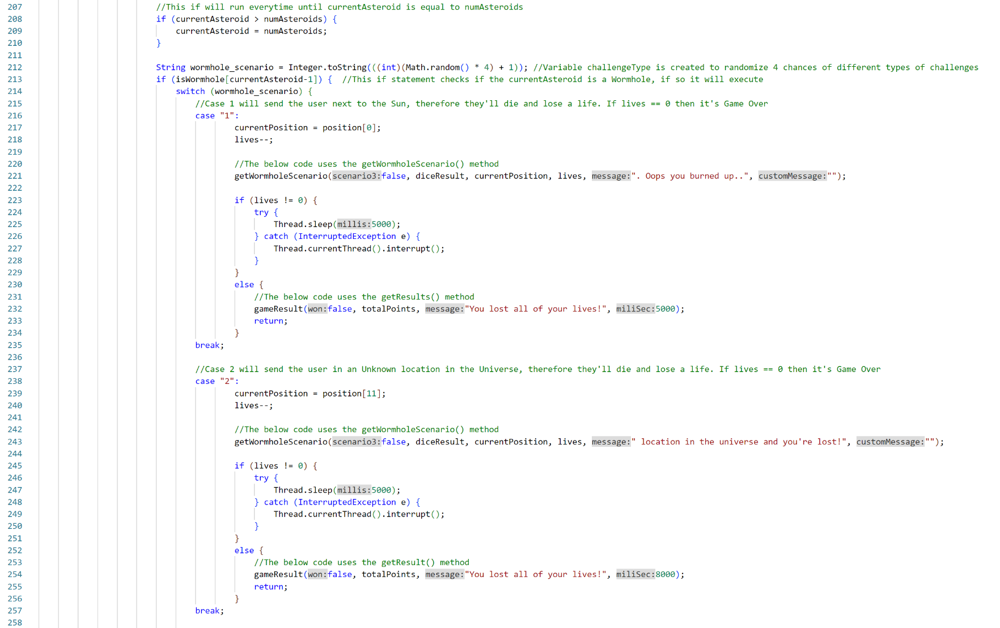 207 //This if will run everytime until currentAsteroid is equal to numAsteroids
208 if (currentAsteroid > numAsteroids) {
209 currentAsteroid = numAsteroids;
210 }
211
212 String wormhole_scenario = Integer.toString(((int)(Math.random() * 4) + 1)); //Variable challengeType is created to randomize 4 chances of different types of challenges
213 if (isWormhole[currentAsteroid-1]) { //This if statement checks if the currentAsteroid is a Wormhole, if so it will execute
214 switch (wormhole_scenario) {
215 //Case 1 will send the user next to the Sun, therefore they'll die and lose a life. If lives == 0 then it's Game Over
216 case "1":
217 currentPosition = position[0];
218 lives--;
219
220 //The below code uses the getWormholeScenario() method
221 getWormholeScenario(scenario3:false, diceResult, currentPosition, lives, message:". Oops you burned up..", customMessage:"");
222
223 if (lives != 0) {
224 try {
225 Thread.sleep(millis:5000);
226 } catch (InterruptedException e) {
227 Thread.currentThread().interrupt();
228 }
229 }
230 else {
231 //The below code uses the getResults() method
232 gameResult(won:false, totalPoints, message:"You lost all of your lives!", miliSec:5000);
233 return;
234 }
235 break;
236
237 //Case 2 will send the user in an Unknown location in the Universe, therefore they'll die and lose a life. If lives == 0 then it's Game Over
238 case "2":
239 currentPosition = position[11];
240 lives--;
241
242 //The below code uses the getWormholeScenario() method
243 getWormholeScenario(scenario3:false, diceResult, currentPosition, lives, message:" location in the universe and you're lost!", customMessage:"");
244
245 if (lives != 0) {
246 try {
247 Thread.sleep(millis:5000);
248 } catch (InterruptedException e) {
249 Thread.currentThread().interrupt();
250 }
251 }
252 else {
253 //The below code uses the getResult() method
254 gameResult(won:false, totalPoints, message:"You lost all of your lives!", miliSec:8000);
255 return;
256 }
257 break;
258